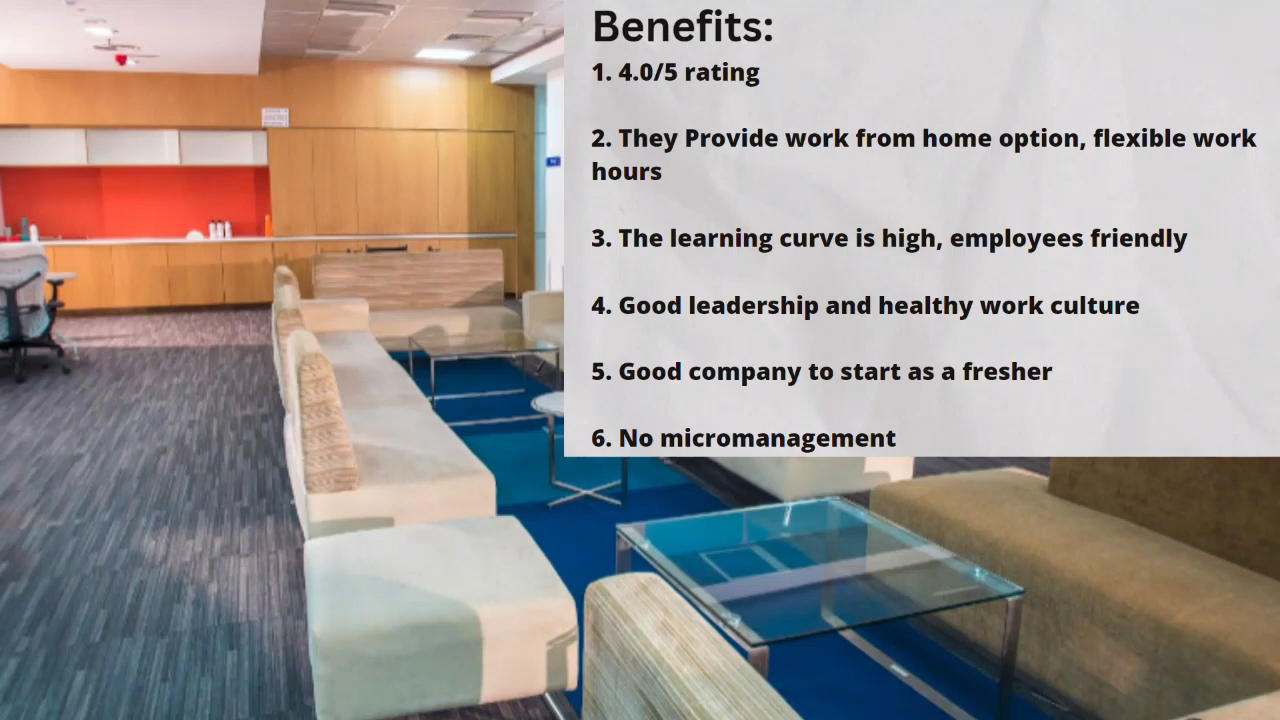 Benefits:
1. 4.0/5 rating
2. They Provide work from home option, flexible work
hours
3. The learning curve is high, employees friendly
4. Good leadership and healthy work culture
5. Good company to start as a fresher
6. No micromanagement